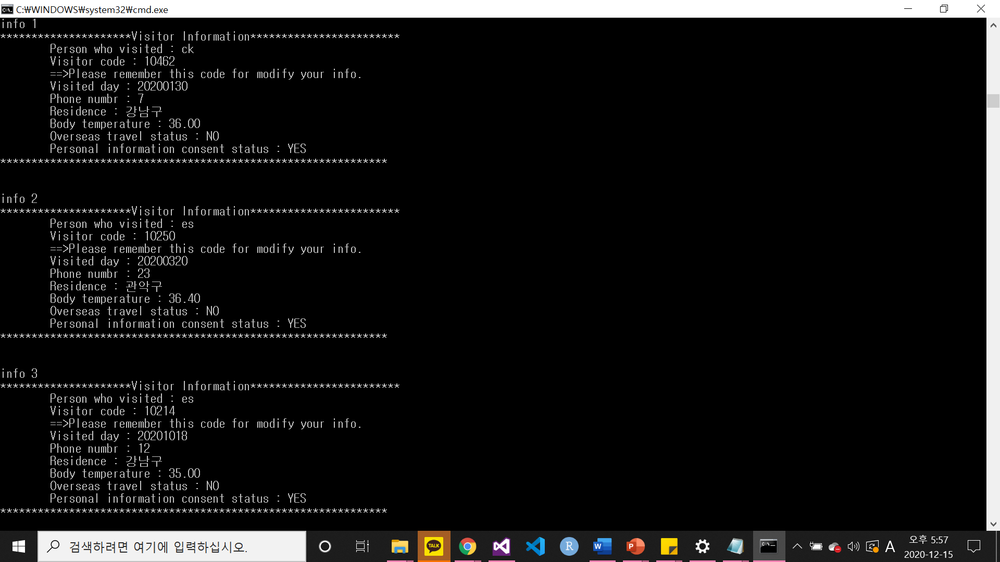 C:\WINDOWS\system32\cmd.exe
info 1
*********************Visitor Information************************
Person who visited : ck
Visitor code : 10462
==>Please remember this code for modify your info.
Visited day : 20200130
Phone numbr : 7
Residence : 강남구
Body temperature : 36.00
Overseas travel status : NO
Personal information consent status : YES
**************************************************************
info 2
*********************Visitor Information************************
Person who visited : es
Visitor code : 10250
==>Please remember this code for modify your info.
Visited day : 20200320
Phone numbr : 23
Residence : 관악구
Body temperature : 36.40
Overseas travel status : NO
Personal information consent status : YES
**************************************************************
info 3
*********************Visitor Information************************
Person who visited : es
Visitor code : 10214
==>Please remember this code for modify your info.
Visited day : 20201018
Phone numbr : 12
Residence : 강남구
Body temperature : 35.00
Overseas travel status : NO
Personal information consent status : YES
**************************************************************
검색하려면 여기에 입력하십시오.
TALK
R
W
P
A
오후 5:57
2020-12-15